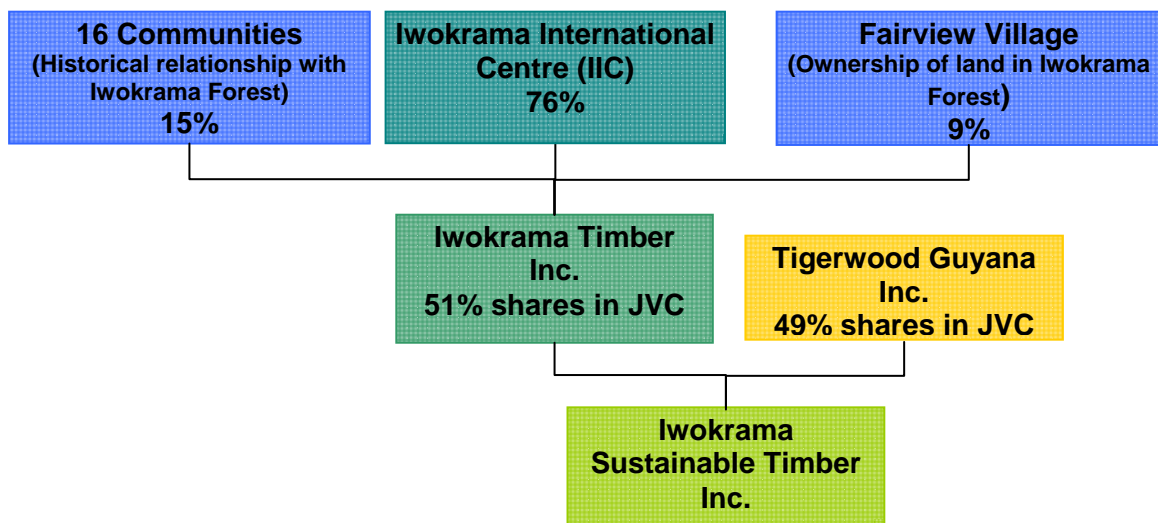 16 Communities
(Historical relationship with
Iwokrama Forest)
15%
Iwokrama International
Centre (IIC)
76%
Fairview Village
(Ownership of land in Iwokrama
Forest)
9%
Iwokrama Timber
Inc.
51% shares in JVC
Tigerwood Guyana
Inc.
49% shares in JVC
Iwokrama
Sustainable Timber
Inc.